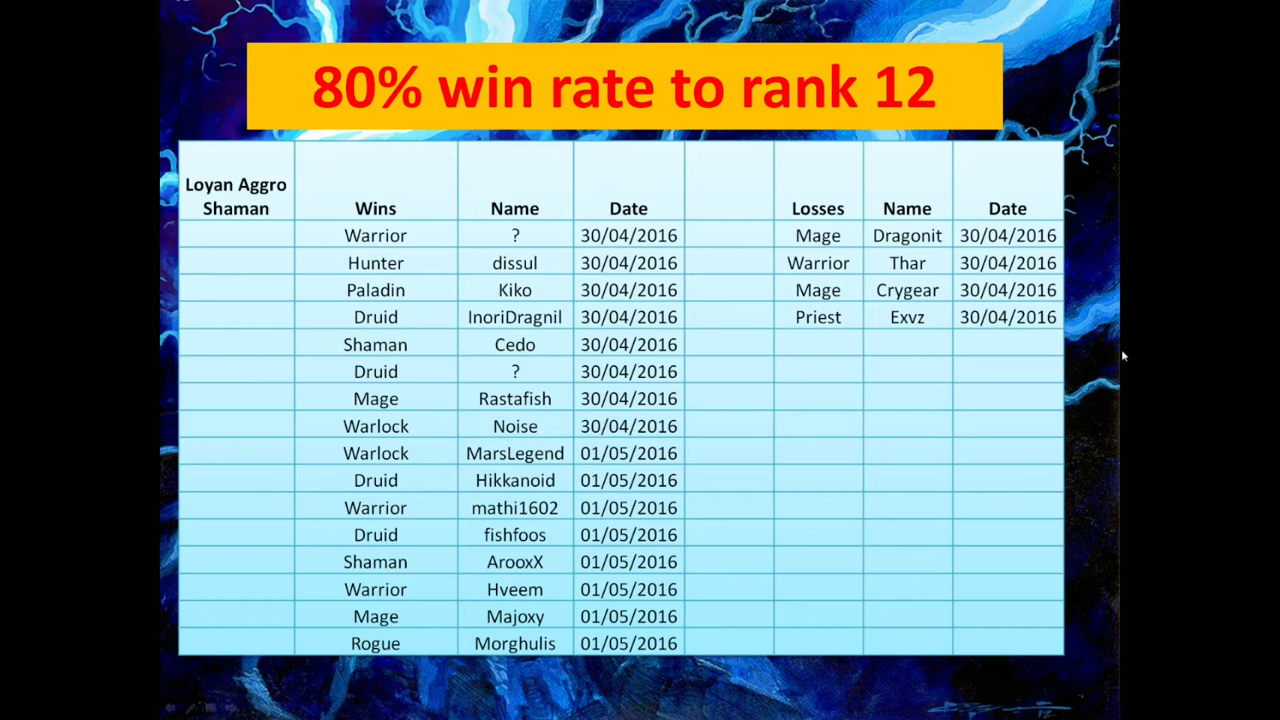 80% win rate to rank 12
Loyan Aggro
Shaman Wins Name Date Losses Name Date
Warrior ? 30/04/2016 Mage Dragonit 30/04/2016
Hunter dissul 30/04/2016 Warrior Thar 30/04/2016
Paladin Kiko 30/04/2016 Mage Crygear 30/04/2016
Druid InoriDragnil 30/04/2016 Priest Exvz 30/04/2016
Shaman Cedo 30/04/2016
Druid ? 30/04/2016
Mage Rastafish 30/04/2016
Warlock Noise 30/04/2016
Warlock MarsLegend 01/05/2016
Druid Hikkanoid 01/05/2016
Warrior mathi1602 01/05/2016
Druid fishfoos 01/05/2016
Shaman ArooxX 01/05/2016
Warrior Hveem 01/05/2016
Mage Majoxy 01/05/2016
Rogue Morghulis 01/05/2016